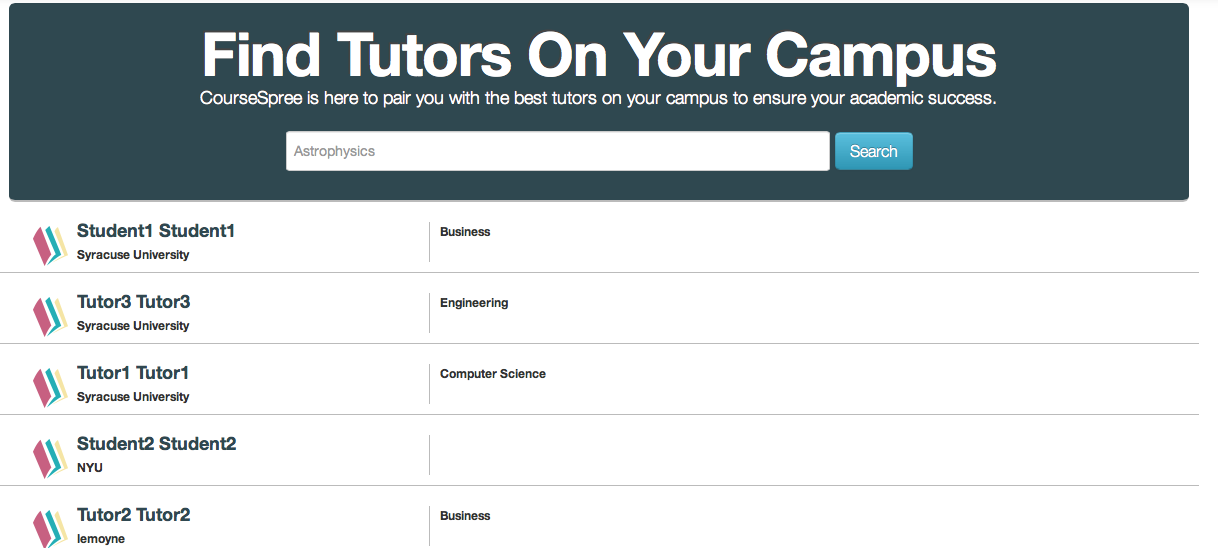 Find Tutors On Your Campus
CourseSpree is here to pair you with the best tutors on your campus to ensure your academic success.
Astrophysics
Search
Student1 Student1
Business
Syracuse University
Tutor3 Tutor3
Engineering
Syracuse University
Tutor1 Tutor1
Computer Science
Syracuse University
Student2 Student2
NYU
Tutor2 Tutor2
Business
lemoyne